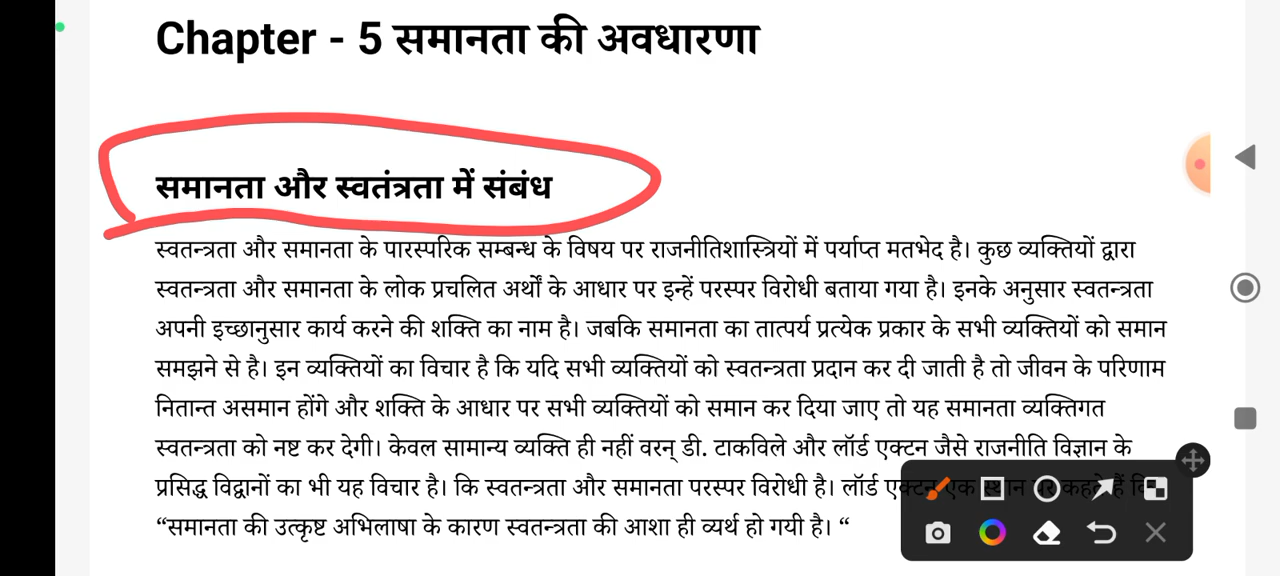 Chapter - 5 समानता की अवधारणा
समानता और स्वतंत्रता में संबंध
स्वतन्त्रता और समानता के पारस्परिक सम्बन्ध के विषय पर राजनीतिशास्त्रियों में पर्याप्त मतभेद है। कुछ व्यक्तियों द्वारा
स्वतन्त्रता और समानता के लोक प्रचलित अर्थों के आधार पर इन्हें परस्पर विरोधी बताया गया है। इनके अनुसार स्वतन्त्रता
अपनी इच्छानुसार कार्य करने की शक्ति का नाम है। जबकि समानता का तात्पर्य प्रत्येक प्रकार के सभी व्यक्तियों को समान
समझने से है। इन व्यक्तियों का विचार है कि यदि सभी व्यक्तियों को स्वतन्त्रता प्रदान कर दी जाती है तो जीवन के परिणाम
नितान्त असमान होंगे और शक्ति के आधार पर सभी व्यक्तियों को समान कर दिया जाए तो यह समानता व्यक्तिगत
स्वतन्त्रता को नष्ट कर देगी। केवल सामान्य व्यक्ति ही नहीं वरन् डी. टाकविले और लॉर्ड एक्टन जैसे राजनीति विज्ञान के
प्रसिद्ध विद्वानों का भी यह विचार है। कि स्वतन्त्रता और समानता परस्पर विरोधी है। लॉर्ड एक्टन एक स्थान पर कहते हैं कि
“समानता की उत्कृष्ट अभिलाषा के कारण स्वतन्त्रता की आशा ही व्यर्थ हो गयी है। “